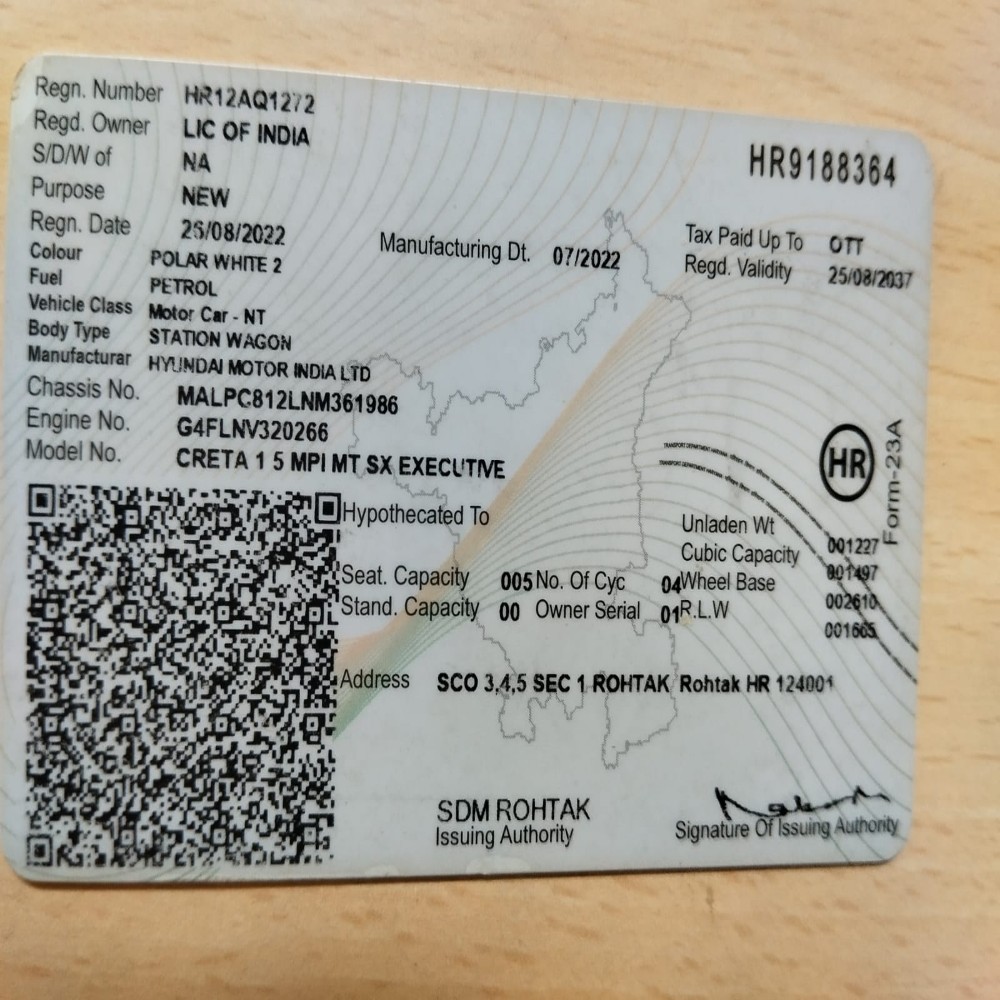 Regn. Number HR12AQ1272
Regd. Owner LIC OF INDIA
HR9188364
S/D/W of NA
Purpose NEW
Regn. Date 26/08/2022
Manufacturing Dt. 07/2022
Tax Paid Up To OTT
Regd. Validity 25/08/2037
Colour POLAR WHITE 2
Fuel PETROL
Vehicle Class Motor Car - NT
Body Type STATION WAGON
Manufacturar HYUNDAI MOTOR INDIA LTD
Chassis No. MALPC812LNM361986
Engine No. G4FLNV320266
Model No. CRETA 1 5 MPI MT SX EXECUTIVE
HR
Form-23A
Hypothecated To
Unladen Wt 001227
Cubic Capacity 001497
Seat. Capacity 005 No. Of Cyc 04 Wheel Base 002610
Stand. Capacity 00 Owner Serial 01 R.L.W 001665
Address SCO 3,4,5 SEC 1 ROHTAK Rohtak HR 124001
SDM ROHTAK
Issuing Authority
Signature Of Issuing Authority